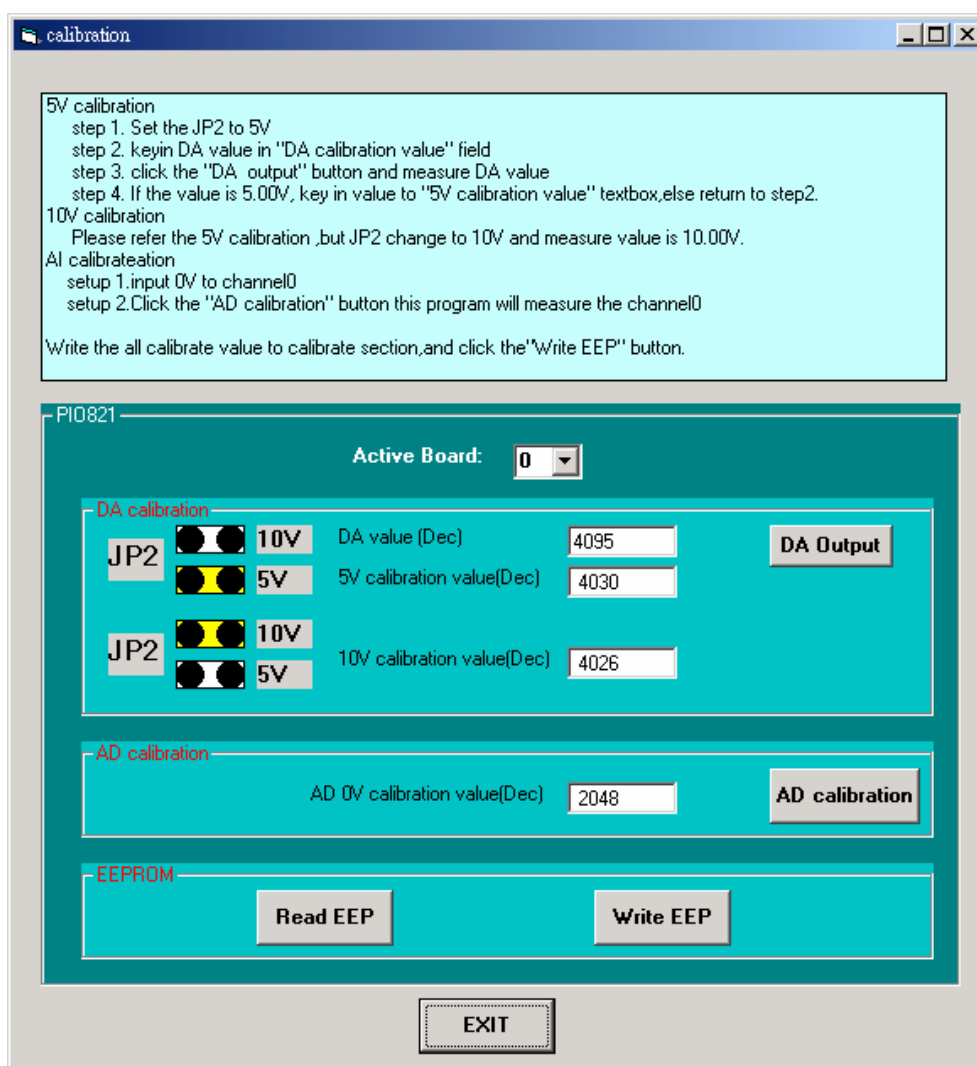 calibration
5V calibration
step 1. Set the JP2 to 5V
step 2. keyin DA value in "DA calibration value" field
step 3. click the "DA output" button and measure DA value
step 4. If the value is 5.00V, key in value to "5V calibration value" textbox,else return to step2.
10V calibration
Please refer the 5V calibration ,but JP2 change to 10V and measure value is 10.00V.
AI calibrateation
setup 1.input 0V to channel0
setup 2.Click the "AD calibration" button this program will measure the channel0
Write the all calibrate value to calibrate section,and click the"Write EEP" button.
PIO821
Active Board: 0
DA calibration
JP2 10V DA value (Dec) 4095 DA Output
5V 5V calibration value(Dec) 4030
JP2 10V
5V 10V calibration value(Dec) 4026
AD calibration
AD 0V calibration value(Dec) 2048 AD calibration
EEPROM
Read EEP Write EEP
EXIT